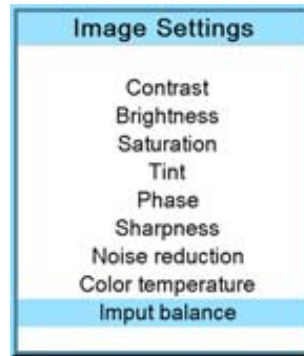 Image Settings
Contrast
Brightness
Saturation
Tint
Phase
Sharpness
Noise reduction
Color temperature
Imput balance